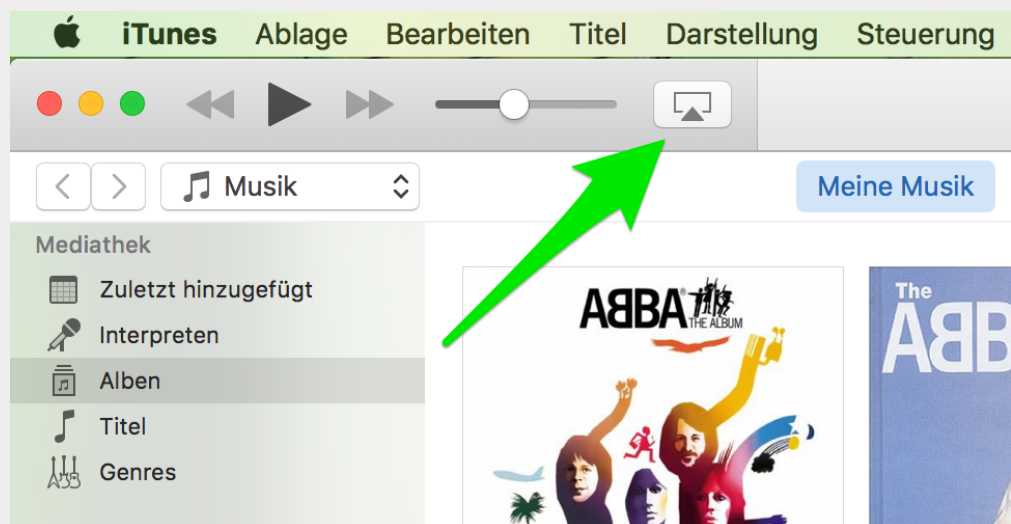 iTunes Ablage Bearbeiten Titel Darstellung Steuerung
Musik Meine Musik
Mediathek
Zuletzt hinzugefügt
Interpreten
Alben
Titel
Genres
ABBA
THE ALBUM
The
ABB